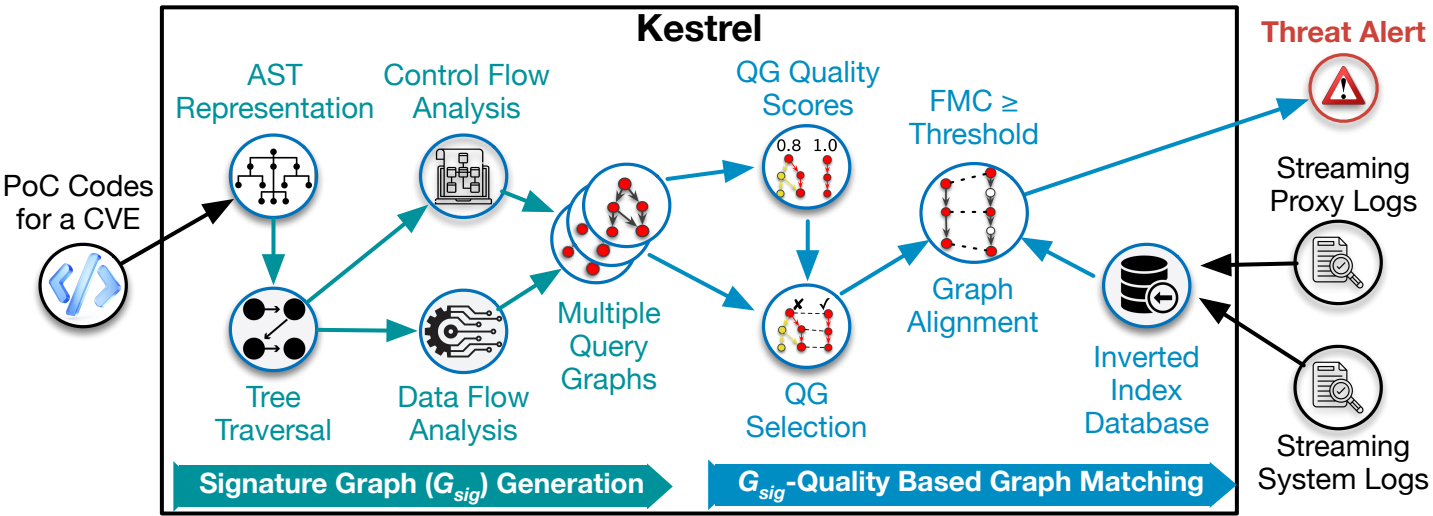 Kestrel
Threat Alert
AST
Representation
Control Flow
Analysis
QG Quality
Scores
FMC ≥
Threshold
0.8 1.0
PoC Codes
for a CVE
Streaming
Proxy Logs
Multiple
Query
Graphs
✘ ✓
Graph
Alignment
Tree
Traversal
Data Flow
Analysis
QG
Selection
Inverted
Index
Database
Streaming
System Logs
Signature Graph (Gsig) Generation
Gsig-Quality Based Graph Matching